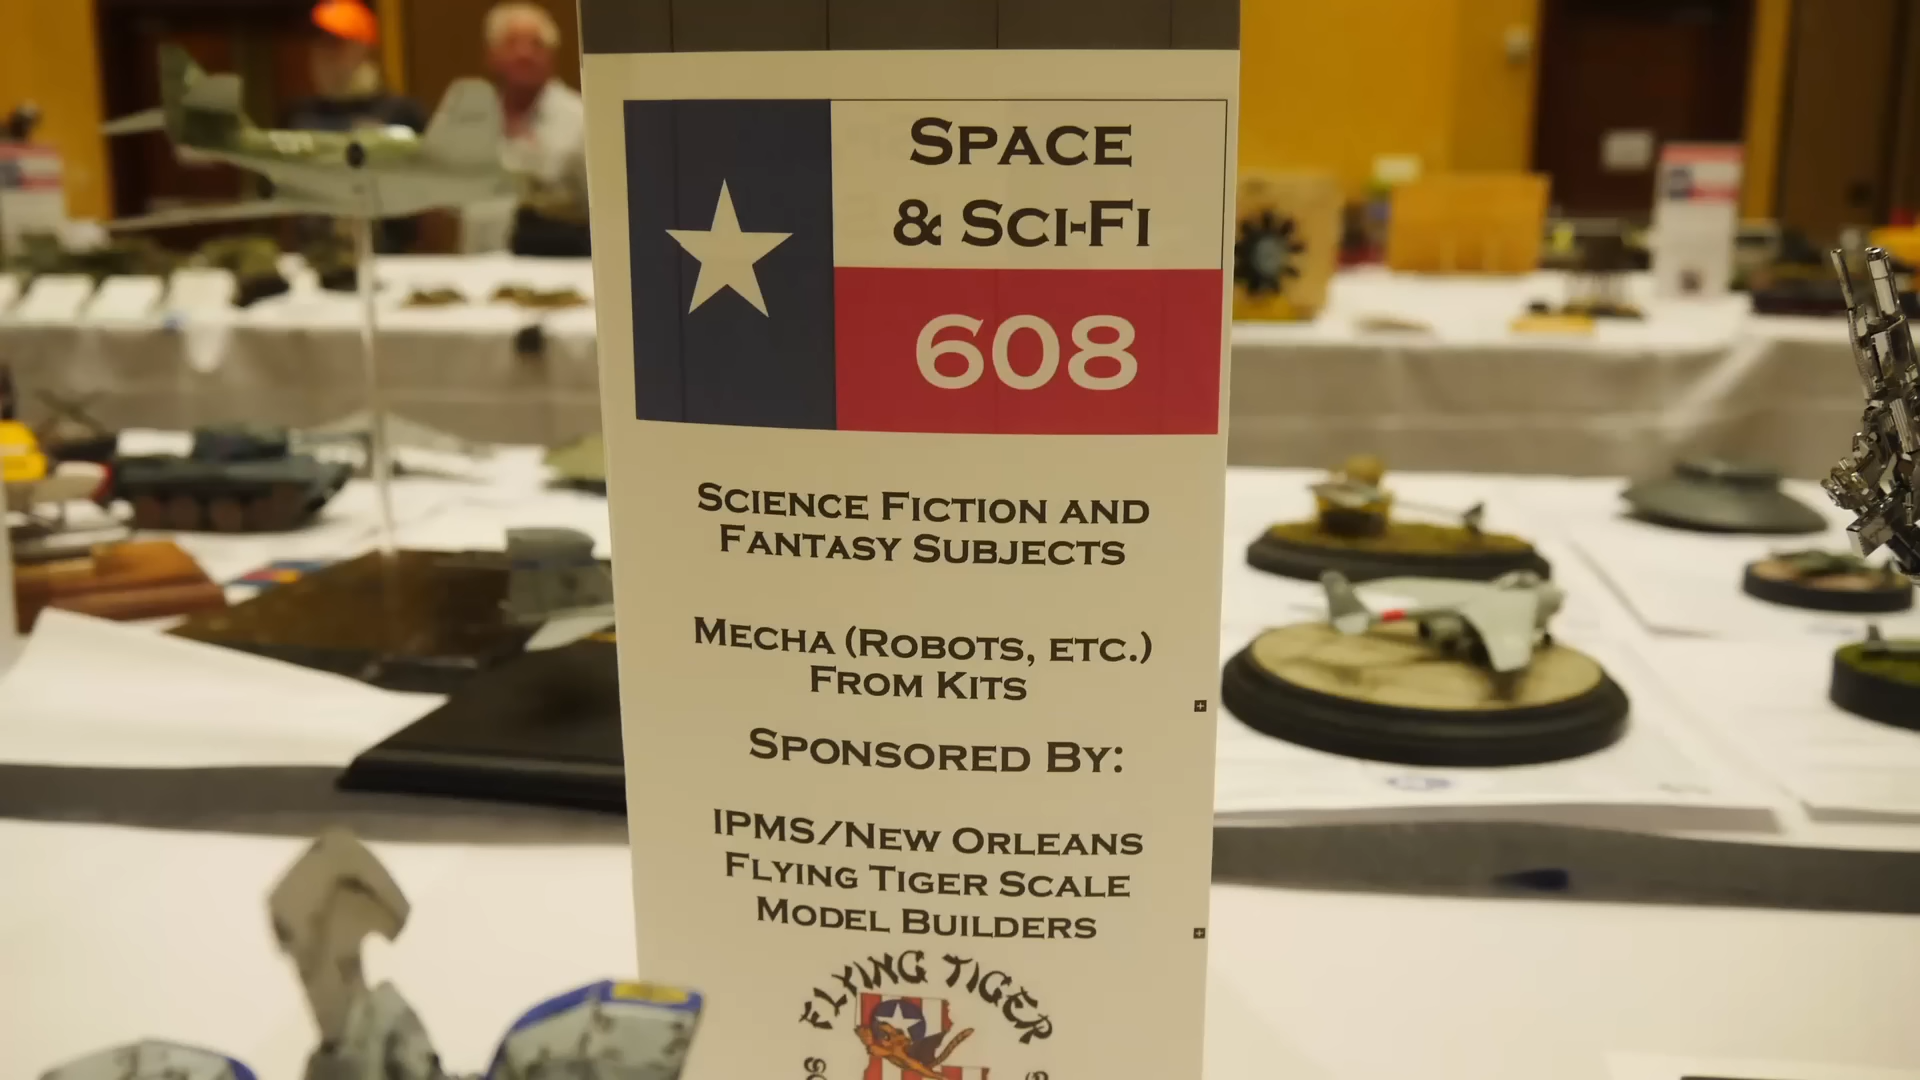 SPACE
& SCI-FI
608
SCIENCE FICTION AND
FANTASY SUBJECTS
MECHA (ROBOTS, ETC.)
FROM KITS
SPONSORED BY:
IPMS/NEW ORLEANS
FLYING TIGER SCALE
MODEL BUILDERS
FLYING TIGER